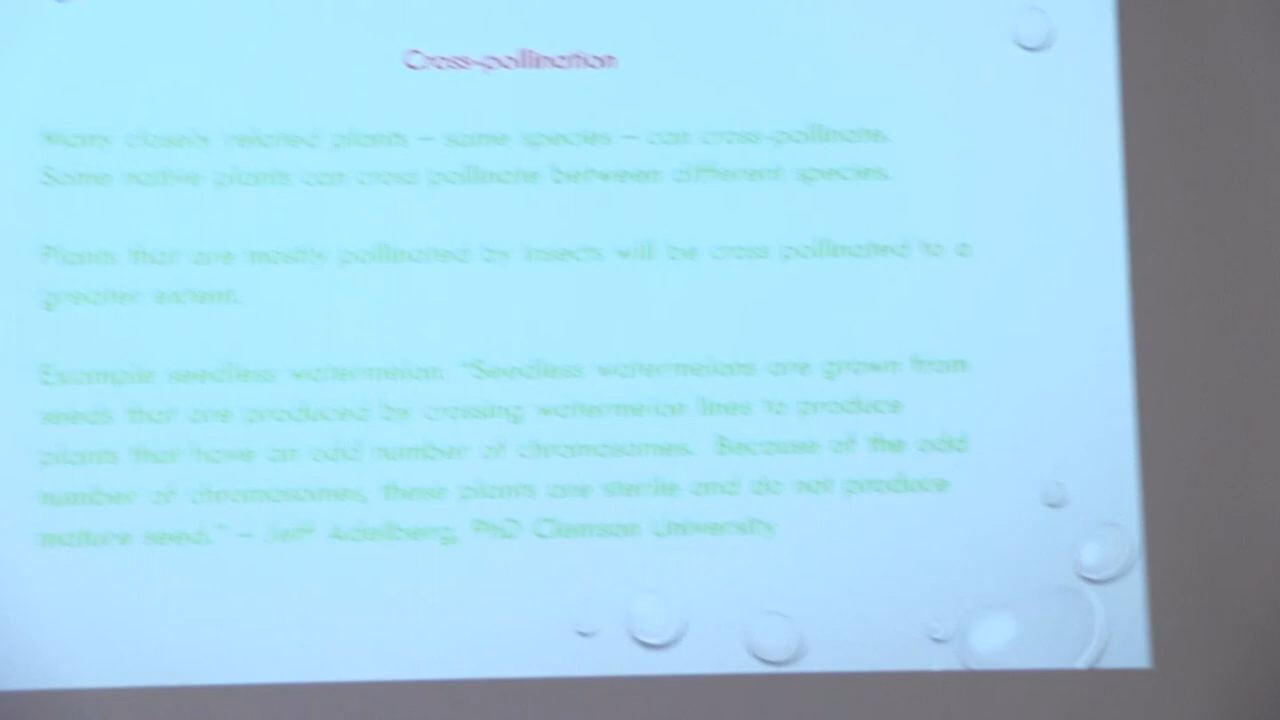 Cross-pollination
Many closely related plants – same species – can cross-pollinate.
Some native plants can cross pollinate between different species.
Plants that are mostly pollinated by insects will be cross pollinated to a
greater extent.
Example seedless watermelon: "Seedless watermelons are grown from
seeds that are produced by crossing watermelon lines to produce
plants that have an odd number of chromosomes. Because of the odd
number of chromosomes, these plants are sterile and do not produce
mature seed." – Jeff Adelberg, PhD Clemson University